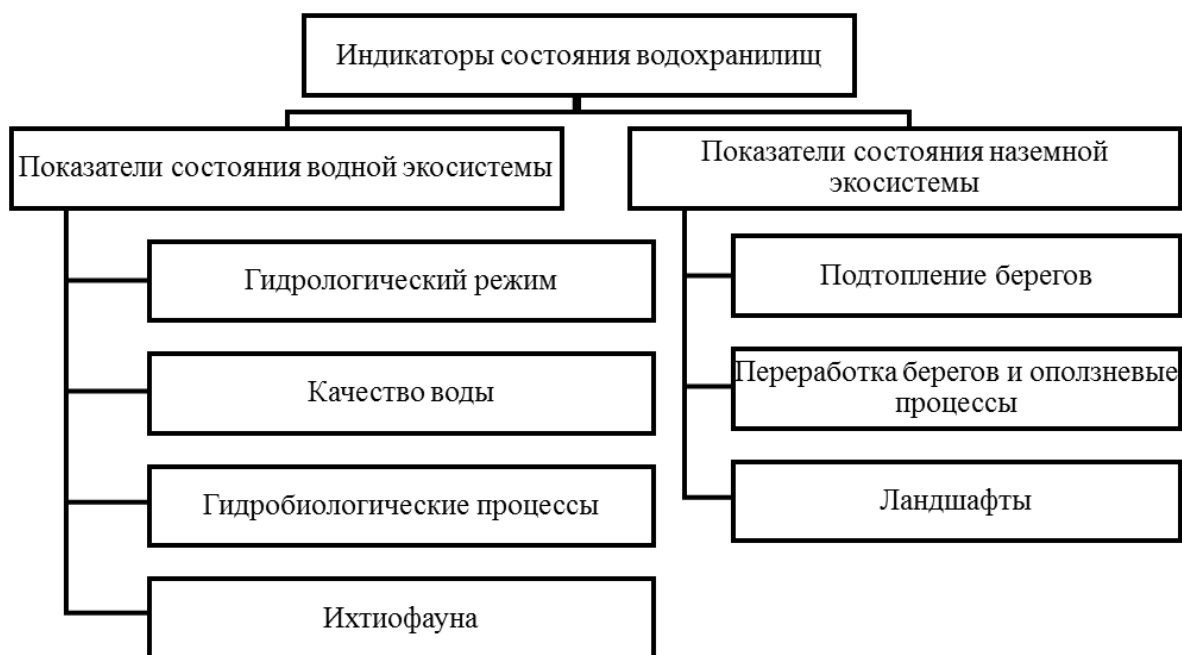 Индикаторы состояния водохранилищ
Показатели состояния водной экосистемы
Гидрологический режим
Качество воды
Гидробиологические процессы
Ихтиофауна
Показатели состояния наземной
экосистемы
Подтопление берегов
Переработка берегов и оползневые
процессы
Ландшафты